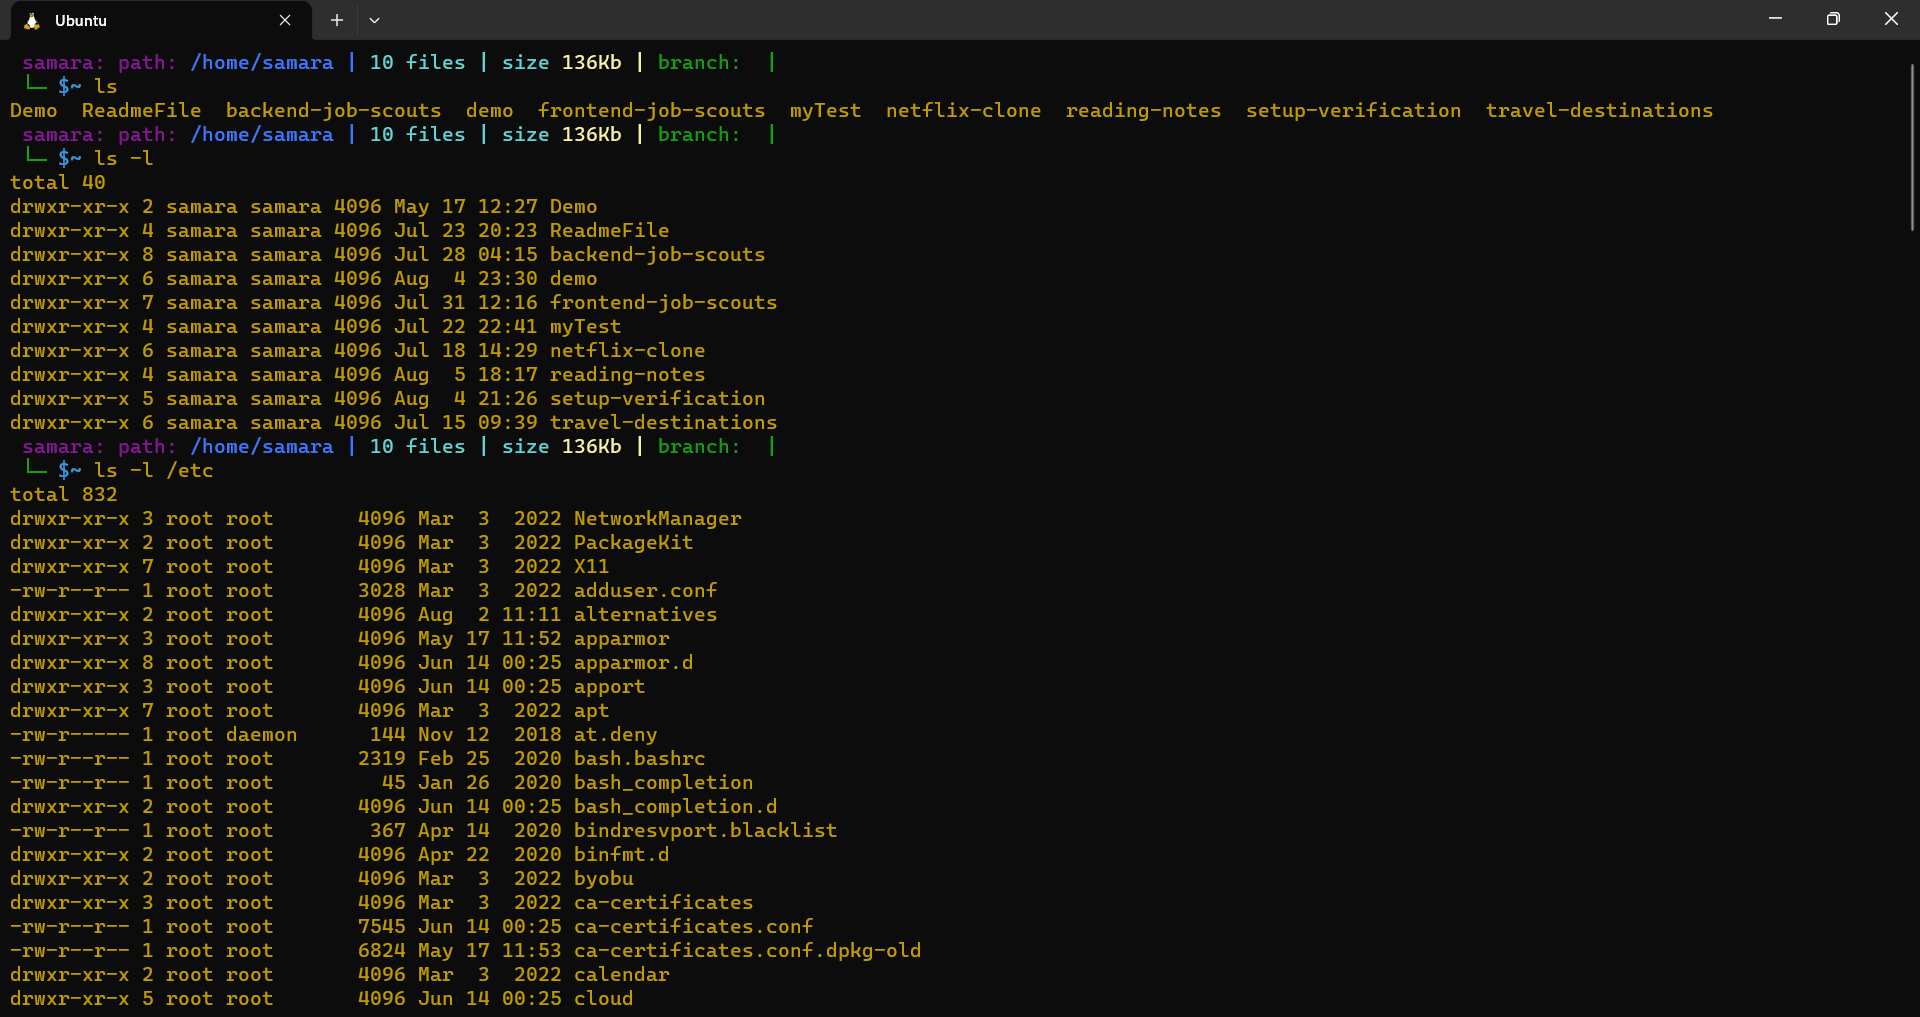 Ubuntu
samara: path: /home/samara | 10 files | size 136Kb | branch:  |
└─ $~ ls
Demo  ReadmeFile  backend-job-scouts  demo  frontend-job-scouts  myTest  netflix-clone  reading-notes  setup-verification  travel-destinations
samara: path: /home/samara | 10 files | size 136Kb | branch:  |
└─ $~ ls -l
total 40
drwxr-xr-x 2 samara samara 4096 May 17 12:27 Demo
drwxr-xr-x 4 samara samara 4096 Jul 23 20:23 ReadmeFile
drwxr-xr-x 8 samara samara 4096 Jul 28 04:15 backend-job-scouts
drwxr-xr-x 6 samara samara 4096 Aug  4 23:30 demo
drwxr-xr-x 7 samara samara 4096 Jul 31 12:16 frontend-job-scouts
drwxr-xr-x 4 samara samara 4096 Jul 22 22:41 myTest
drwxr-xr-x 6 samara samara 4096 Jul 18 14:29 netflix-clone
drwxr-xr-x 4 samara samara 4096 Aug  5 18:17 reading-notes
drwxr-xr-x 5 samara samara 4096 Aug  4 21:26 setup-verification
drwxr-xr-x 6 samara samara 4096 Jul 15 09:39 travel-destinations
samara: path: /home/samara | 10 files | size 136Kb | branch:  |
└─ $~ ls -l /etc
total 832
drwxr-xr-x 3 root root       4096 Mar  3  2022 NetworkManager
drwxr-xr-x 2 root root       4096 Mar  3  2022 PackageKit
drwxr-xr-x 7 root root       4096 Mar  3  2022 X11
-rw-r--r-- 1 root root       3028 Mar  3  2022 adduser.conf
drwxr-xr-x 2 root root       4096 Aug  2 11:11 alternatives
drwxr-xr-x 3 root root       4096 May 17 11:52 apparmor
drwxr-xr-x 8 root root       4096 Jun 14 00:25 apparmor.d
drwxr-xr-x 3 root root       4096 Jun 14 00:25 apport
drwxr-xr-x 7 root root       4096 Mar  3  2022 apt
-rw-r----- 1 root daemon      144 Nov 12  2018 at.deny
-rw-r--r-- 1 root root       2319 Feb 25  2020 bash.bashrc
-rw-r--r-- 1 root root         45 Jan 26  2020 bash_completion
drwxr-xr-x 2 root root       4096 Jun 14 00:25 bash_completion.d
-rw-r--r-- 1 root root        367 Apr 14  2020 bindresvport.blacklist
drwxr-xr-x 2 root root       4096 Apr 22  2020 binfmt.d
drwxr-xr-x 2 root root       4096 Mar  3  2022 byobu
drwxr-xr-x 3 root root       4096 Mar  3  2022 ca-certificates
-rw-r--r-- 1 root root       7545 Jun 14 00:25 ca-certificates.conf
-rw-r--r-- 1 root root       6824 May 17 11:53 ca-certificates.conf.dpkg-old
drwxr-xr-x 2 root root       4096 Mar  3  2022 calendar
drwxr-xr-x 5 root root       4096 Jun 14 00:25 cloud